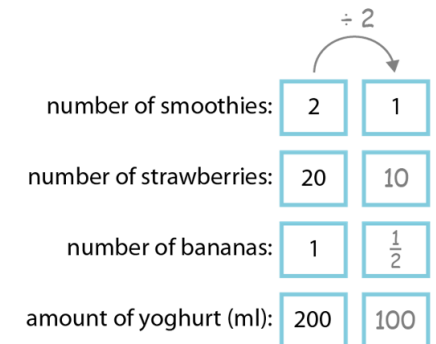 ÷ 2
number of smoothies: 2 1
number of strawberries: 20 10
number of bananas: 1 1/2
amount of yoghurt (ml): 200 100